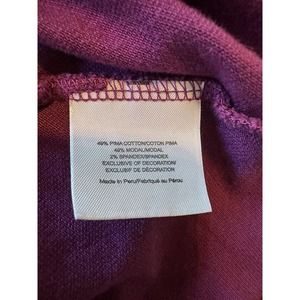 49% PIMA COTTON/COTON PIMA
49% MODAL/MODAL
2% SPANDEX/SPANDEX
EXCLUSIVE OF DECORATION/
EXCLUSIF DE DÉCORATION
Made in Peru/Fabriqué au Pérou